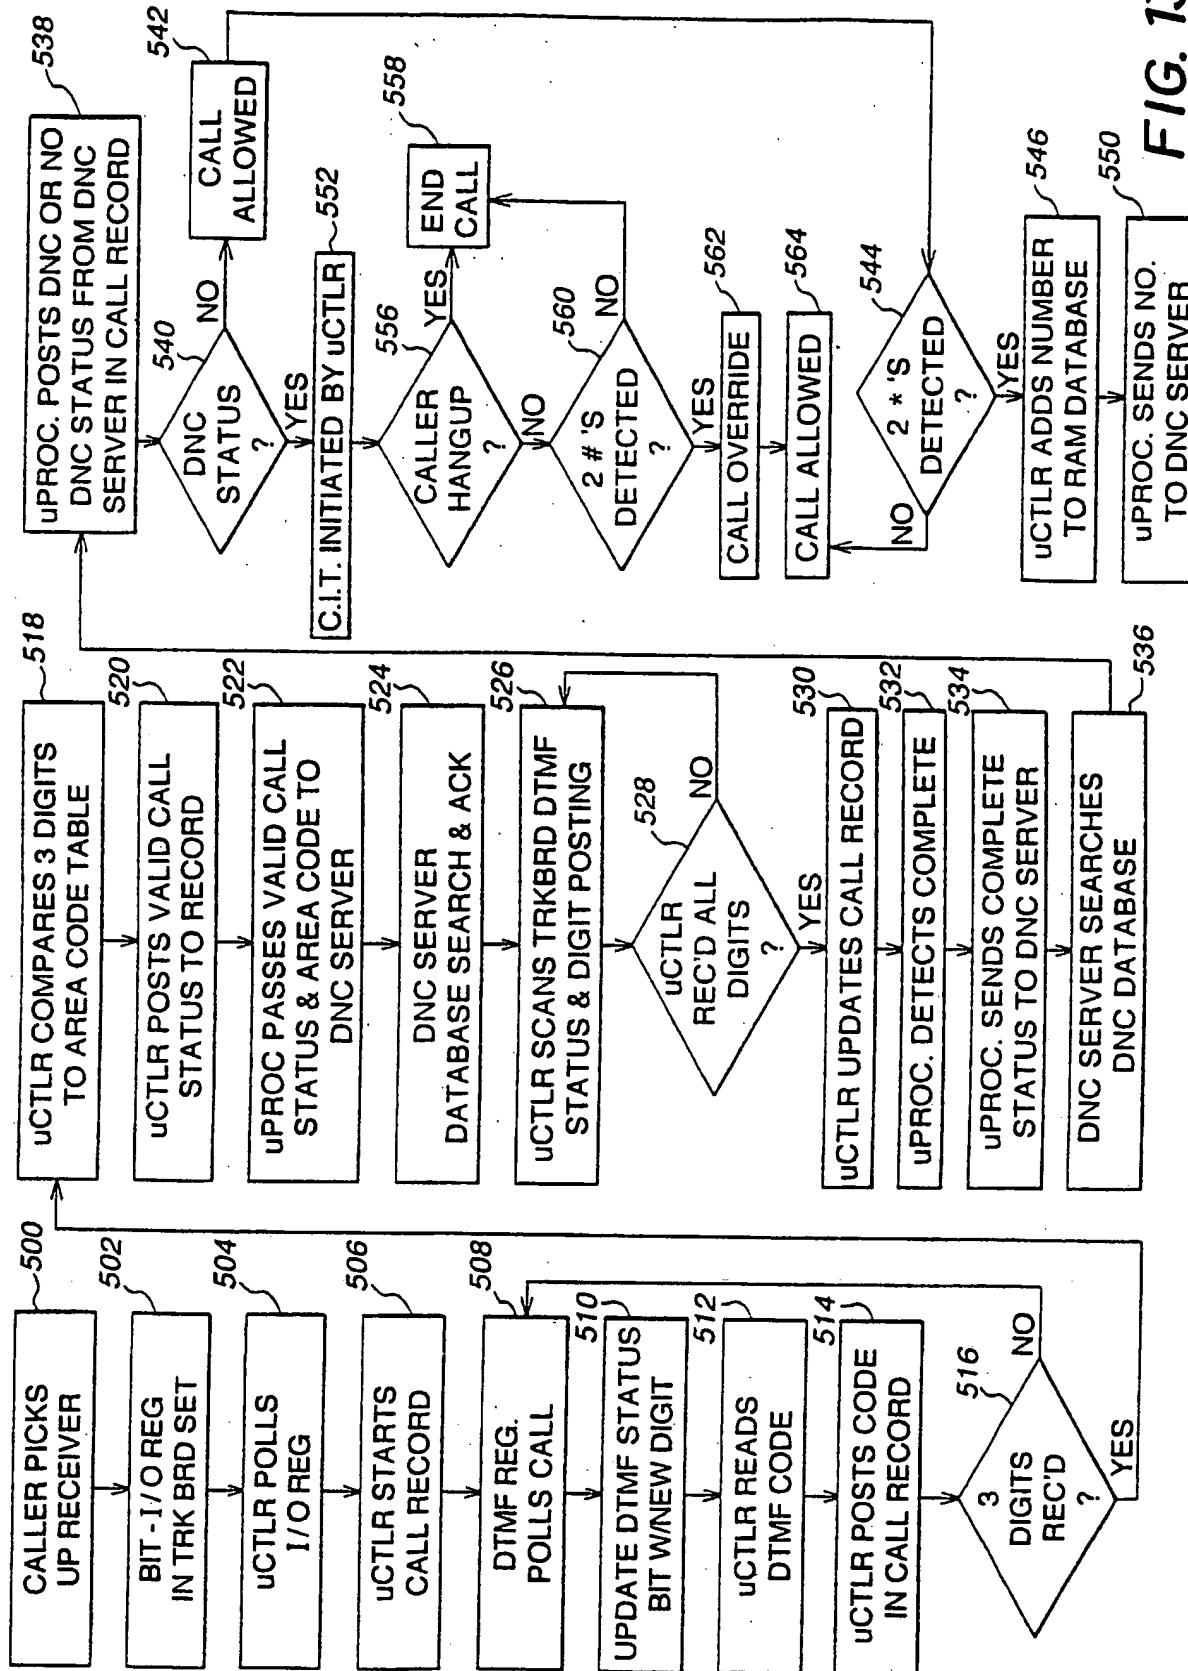 500
CALLER PICKS
UP RECEIVER
502
BIT - I / O REG
IN TRK BRD SET
504
uCTLR POLLS
I / O REG
506
uCTLR STARTS
CALL RECORD
508
DTMF REG.
POLLS CALL
510
UPDATE DTMF STATUS
BIT W/NEW DIGIT
512
uCTLR READS
DTMF CODE
514
uCTLR POSTS CODE
IN CALL RECORD
516
3
DIGITS
REC'D
?
NO
YES
518
uCTLR COMPARES 3 DIGITS
TO AREA CODE TABLE
520
uCTLR POSTS VALID CALL
STATUS TO RECORD
522
uPROC PASSES VALID CALL
STATUS & AREA CODE TO
DNC SERVER
524
DNC SERVER
DATABASE SEARCH & ACK
526
uCTLR SCANS TRKBRD DTMF
STATUS & DIGIT POSTING
528
uCTLR
REC'D ALL
DIGITS
?
NO
YES
530
uCTLR UPDATES CALL RECORD
532
uPROC. DETECTS COMPLETE
534
uPROC. SENDS COMPLETE
STATUS TO DNC SERVER
536
DNC SERVER SEARCHES
DNC DATABASE
538
uPROC. POSTS DNC OR NO
DNC STATUS FROM DNC
SERVER IN CALL RECORD
540
DNC
STATUS
?
NO
YES
542
CALL
ALLOWED
552
C.I.T. INITIATED BY uCTLR
556
CALLER
HANGUP
?
YES
NO
558
END
CALL
560
2 #'S
DETECTED
?
NO
YES
562
CALL OVERRIDE
564
CALL ALLOWED
544
2 *'S
DETECTED
?
NO
YES
546
uCTLR ADDS NUMBER
TO RAM DATABASE
550
uPROC. SENDS NO.
TO DNC SERVER
FIG.